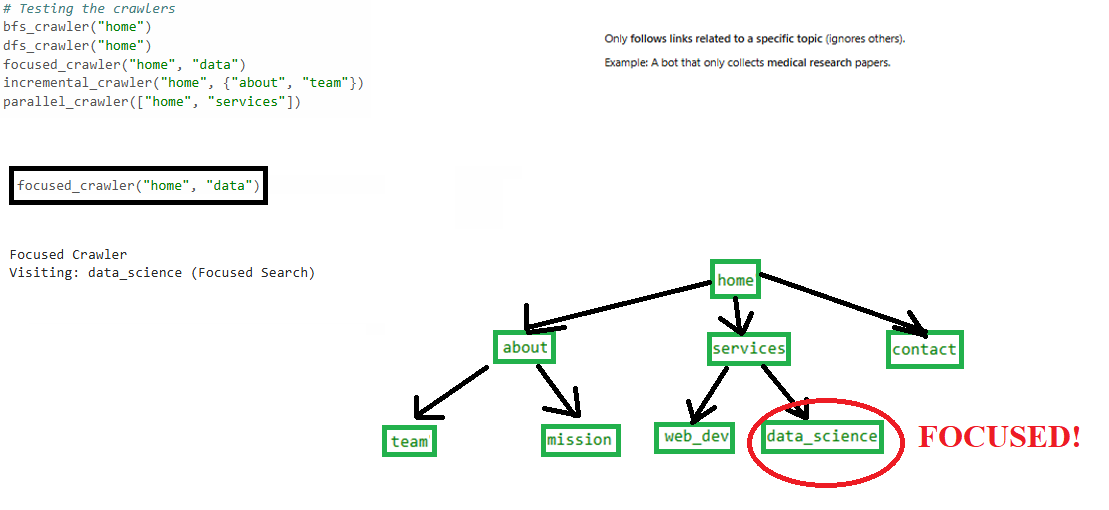 # Testing the crawlers
bfs_crawler("home")
dfs_crawler("home")
focused_crawler("home", "data")
incremental_crawler("home", {"about", "team"})
parallel_crawler(["home", "services"])
Only follows links related to a specific topic (ignores others).
Example: A bot that only collects medical research papers.
focused_crawler("home", "data")
Focused Crawler
Visiting: data_science (Focused Search)
home
about
services
contact
team
mission
web_dev
data_science
FOCUSED!